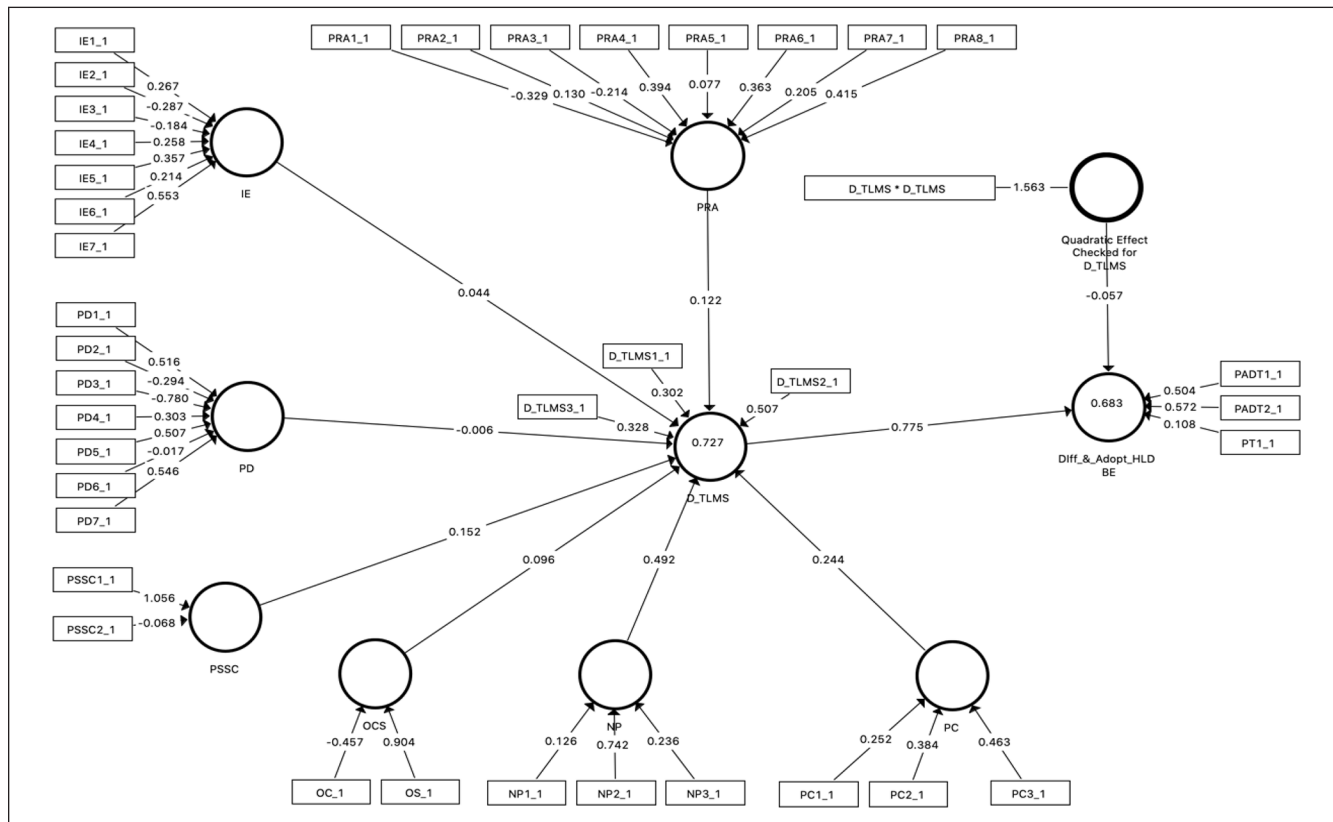 IE1_1
IE2_1
IE3_1
IE4_1
IE5_1
IE6_1
IE7_1
0.267
-0.287
-0.184
0.258
0.357
0.214
0.553
IE
PRA1_1
PRA2_1
PRA3_1
PRA4_1
PRA5_1
PRA6_1
PRA7_1
PRA8_1
-0.329
0.130
-0.214
0.394
0.077
0.363
0.205
0.415
PRA
D_TLMS * D_TLMS
1.563
Quadratic Effect
Checked for
D_TLMS
-0.057
0.044
0.122
PD1_1
PD2_1
PD3_1
PD4_1
PD5_1
PD6_1
PD7_1
0.516
-0.294
-0.780
0.303
0.507
-0.017
0.546
PD
-0.006
D_TLMS1_1
0.302
D_TLMS2_1
0.507
D_TLMS3_1
0.328
0.727
D_TLMS
0.775
0.683
DIff_&_Adopt_HLD
BE
0.504
0.572
0.108
PADT1_1
PADT2_1
PT1_1
PSSC1_1
PSSC2_1
1.056
-0.068
PSSC
0.152
0.096
0.492
0.244
OCS
-0.457
0.904
OC_1
OS_1
NP
0.126
0.742
0.236
NP1_1
NP2_1
NP3_1
PC
0.252
0.384
0.463
PC1_1
PC2_1
PC3_1